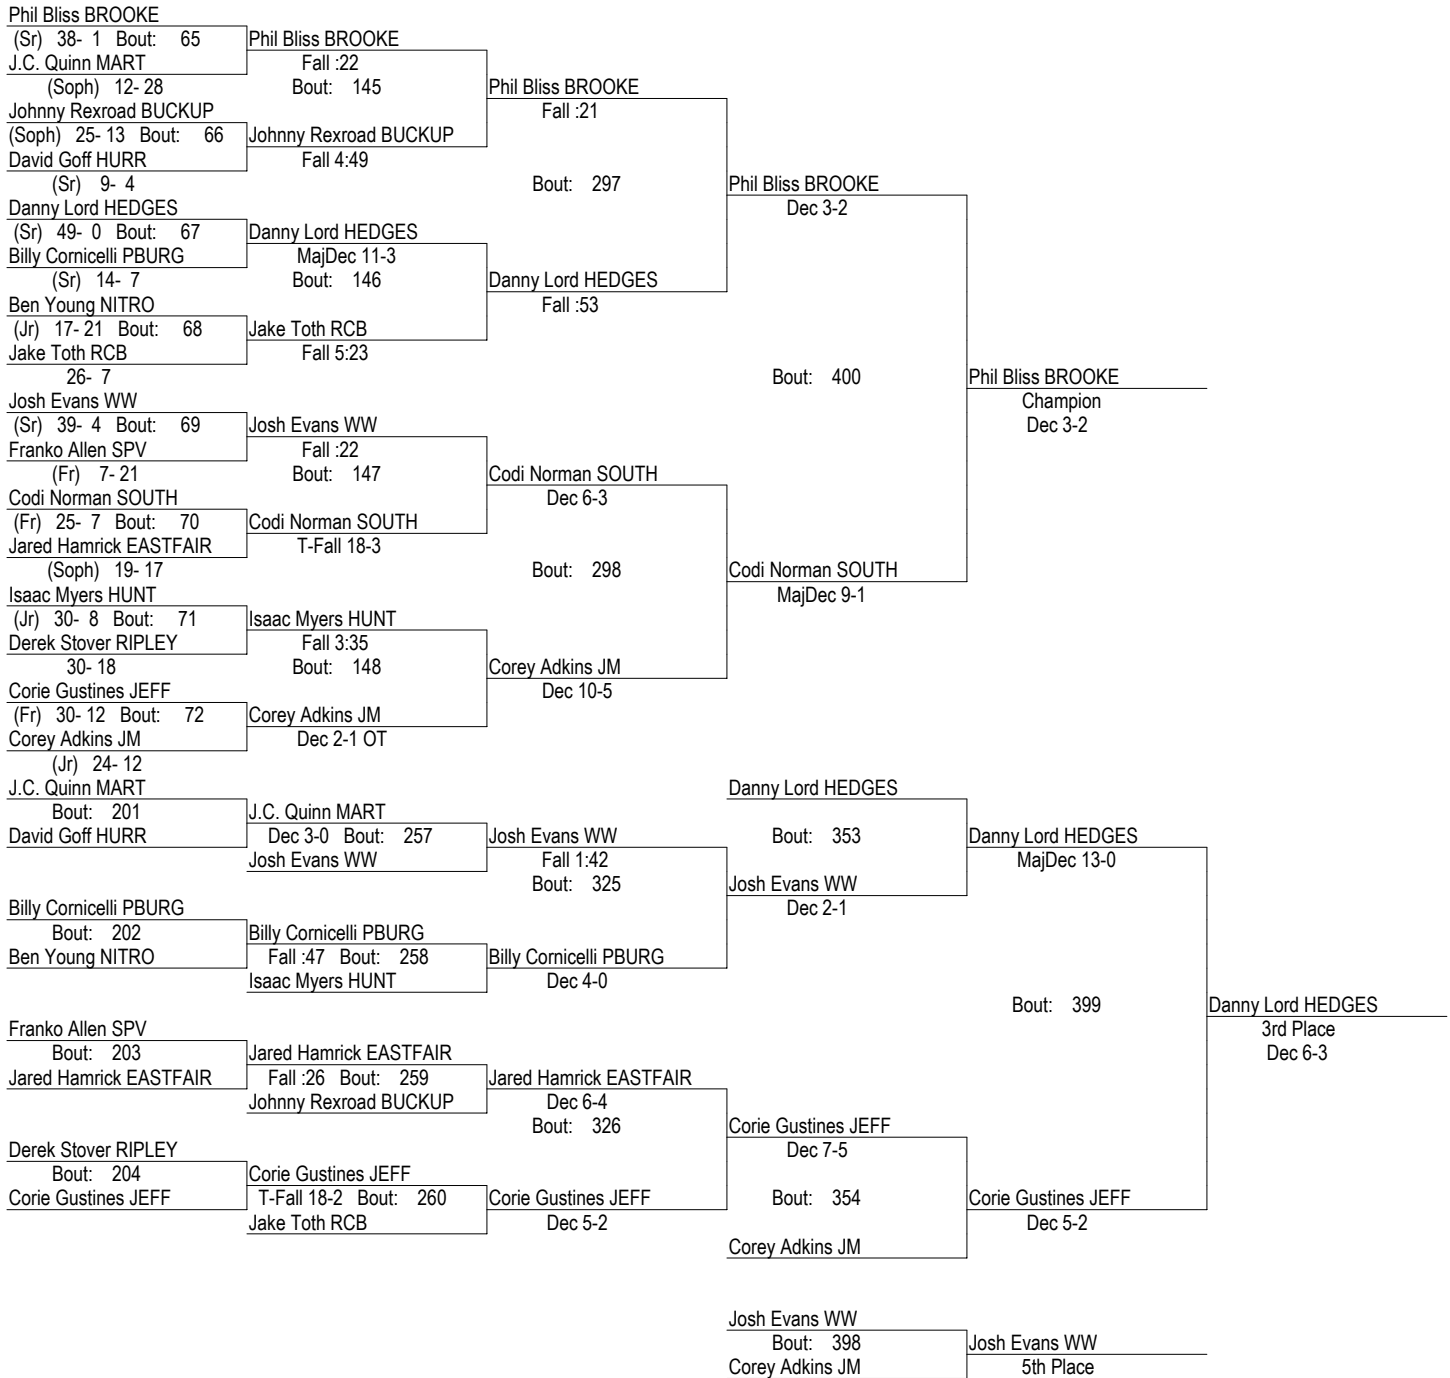 Phil Bliss BROOKE
(Sr) 38- 1 Bout: 65 Phil Bliss BROOKE
J.C. Quinn MART Fall :22
(Soph) 12- 28 Bout: 145 Phil Bliss BROOKE
Johnny Rexroad BUCKUP Fall :21
(Soph) 25- 13 Bout: 66 Johnny Rexroad BUCKUP
David Goff HURR Fall 4:49
(Sr) 9- 4 Bout: 297 Phil Bliss BROOKE
Danny Lord HEDGES Dec 3-2
(Sr) 49- 0 Bout: 67 Danny Lord HEDGES
Billy Cornicelli PBURG MajDec 11-3
(Sr) 14- 7 Bout: 146 Danny Lord HEDGES
Ben Young NITRO Fall :53
(Jr) 17- 21 Bout: 68 Jake Toth RCB
Jake Toth RCB Fall 5:23
26- 7 Bout: 400 Phil Bliss BROOKE
Josh Evans WW Champion
(Sr) 39- 4 Bout: 69 Josh Evans WW Dec 3-2
Franko Allen SPV Fall :22
(Fr) 7- 21 Bout: 147 Codi Norman SOUTH
Codi Norman SOUTH Dec 6-3
(Fr) 25- 7 Bout: 70 Codi Norman SOUTH
Jared Hamrick EASTFAIR T-Fall 18-3
(Soph) 19- 17 Bout: 298 Codi Norman SOUTH
Isaac Myers HUNT MajDec 9-1
(Jr) 30- 8 Bout: 71 Isaac Myers HUNT
Derek Stover RIPLEY Fall 3:35
30- 18 Bout: 148 Corey Adkins JM
Corie Gustines JEFF Dec 10-5
(Fr) 30- 12 Bout: 72 Corey Adkins JM
Corey Adkins JM Dec 2-1 OT
(Jr) 24- 12
J.C. Quinn MART Danny Lord HEDGES
Bout: 201 J.C. Quinn MART
David Goff HURR Dec 3-0 Bout: 257 Josh Evans WW Bout: 353 Danny Lord HEDGES
Josh Evans WW Fall 1:42 MajDec 13-0
Bout: 325 Josh Evans WW
Billy Cornicelli PBURG Dec 2-1
Bout: 202 Billy Cornicelli PBURG
Ben Young NITRO Fall :47 Bout: 258 Billy Cornicelli PBURG
Isaac Myers HUNT Dec 4-0
Bout: 399 Danny Lord HEDGES
Franko Allen SPV 3rd Place
Bout: 203 Jared Hamrick EASTFAIR Dec 6-3
Jared Hamrick EASTFAIR Fall :26 Bout: 259 Jared Hamrick EASTFAIR
Johnny Rexroad BUCKUP Dec 6-4
Bout: 326 Corie Gustines JEFF
Derek Stover RIPLEY Dec 7-5
Bout: 204 Corie Gustines JEFF
Corie Gustines JEFF T-Fall 18-2 Bout: 260 Corie Gustines JEFF Bout: 354 Corie Gustines JEFF
Jake Toth RCB Dec 5-2 Dec 5-2
Corey Adkins JM
Josh Evans WW
Bout: 398 Josh Evans WW
Corey Adkins JM 5th Place